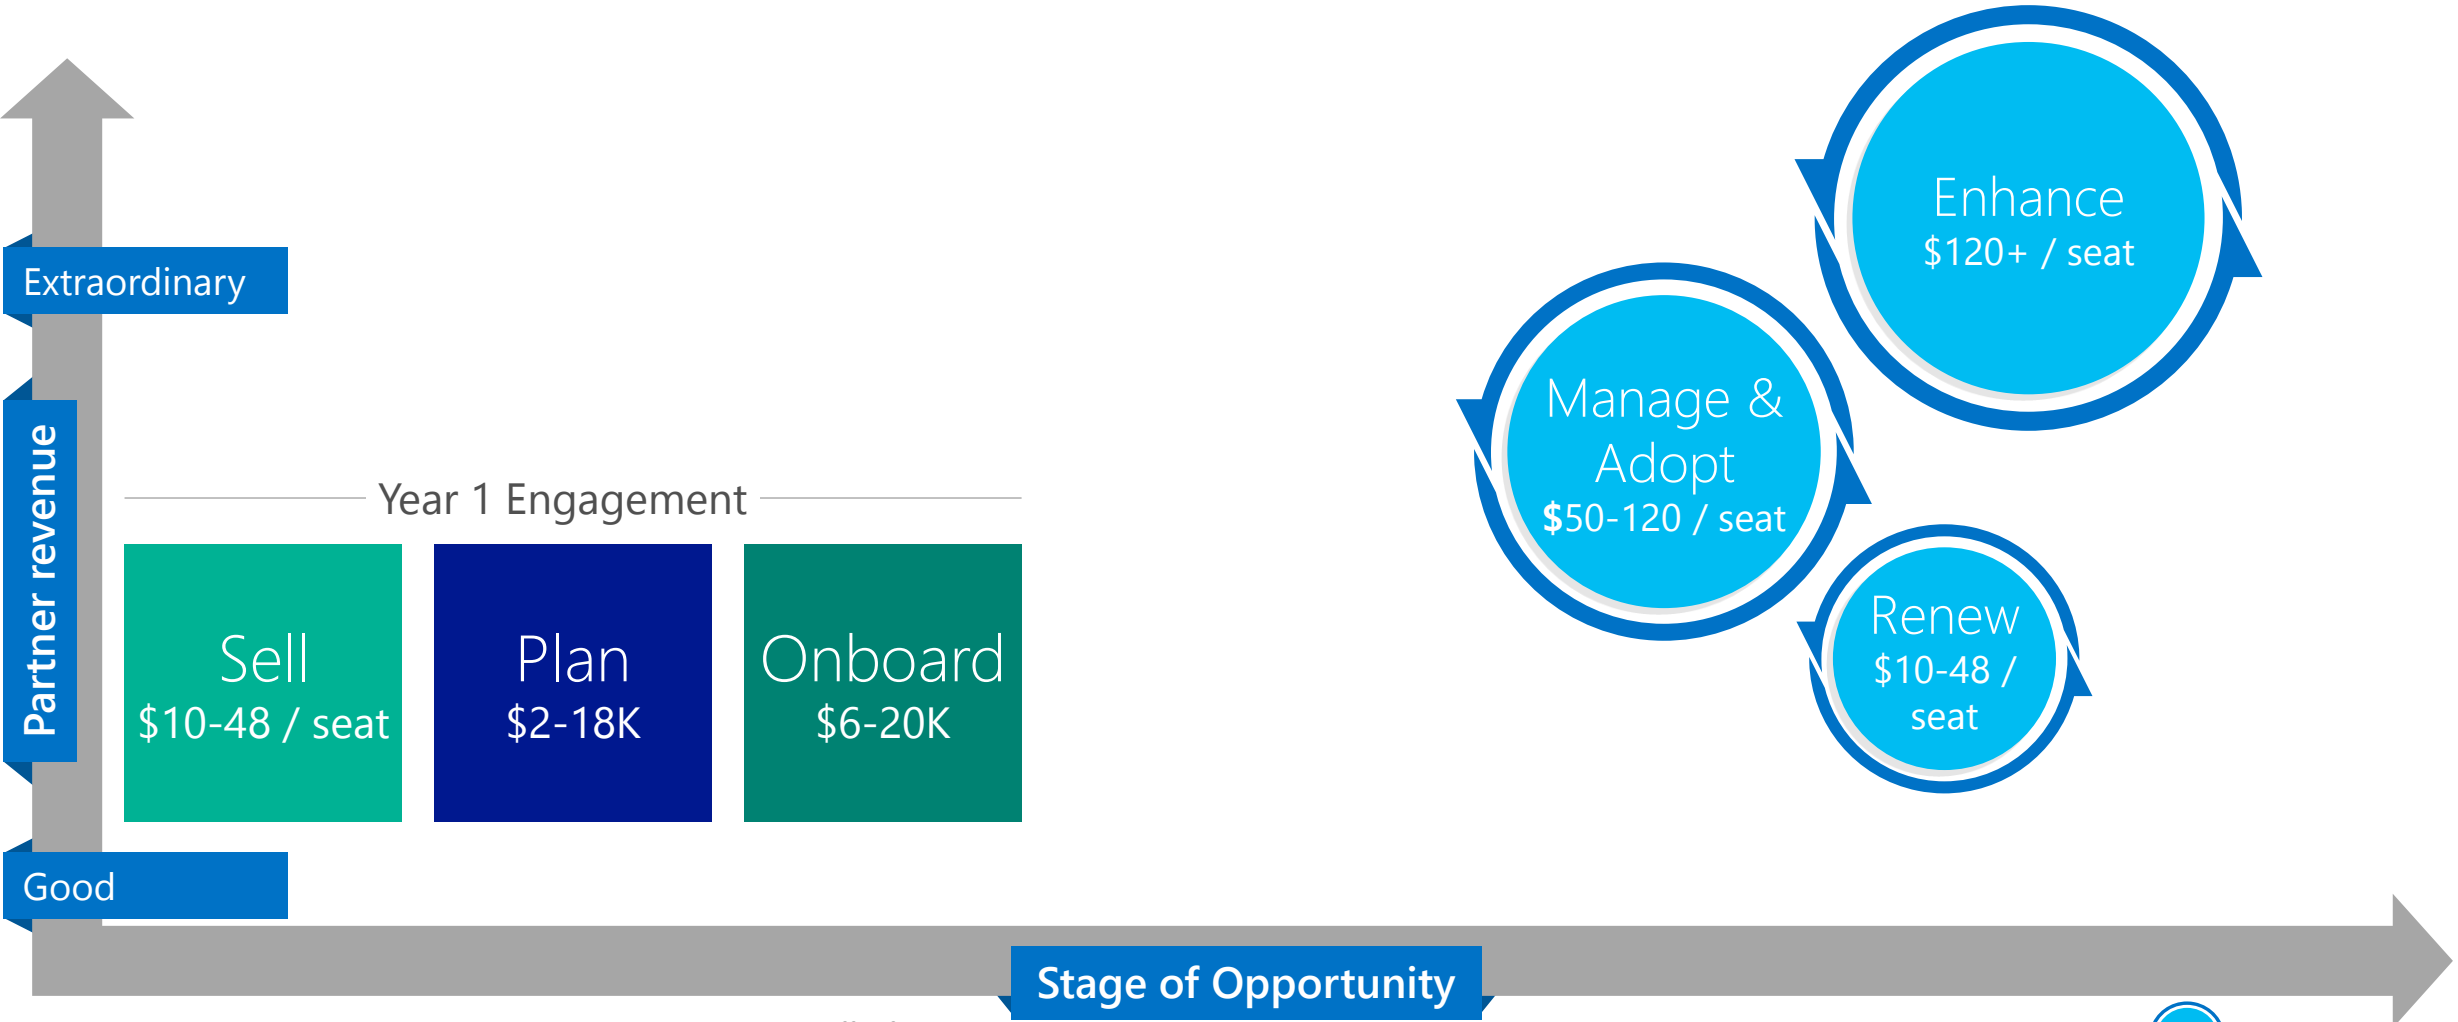 Enhance
$120+ / seat
Extraordinary
Manage &
Adopt
$50-120 / seat
Partner revenue
Year 1 Engagement
Sell
$10-48 / seat
Plan
$2-18K
Onboard
$6-20K
Renew
$10-48 /
seat
Good
Stage of Opportunity